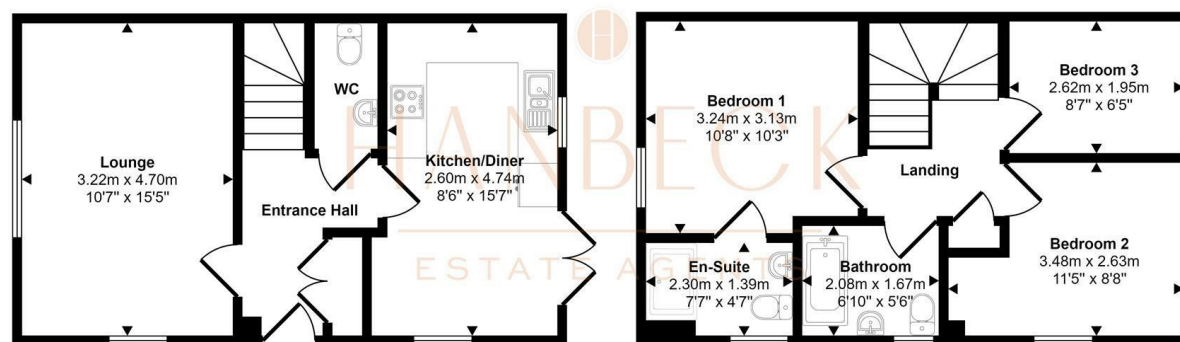 Lounge
3.22m x 4.70m
10'7" x 15'5"
WC
Kitchen/Diner
2.60m x 4.74m
8'6" x 15'7"
Entrance Hall
HANBECK
ESTATE AGENTS
Bedroom 1
3.24m x 3.13m
10'8" x 10'3"
Bedroom 3
2.62m x 1.95m
8'7" x 6'5"
Landing
Bedroom 2
3.48m x 2.63m
11'5" x 8'8"
En-Suite
2.30m x 1.39m
7'7" x 4'7"
Bathroom
2.08m x 1.67m
6'10" x 5'6"